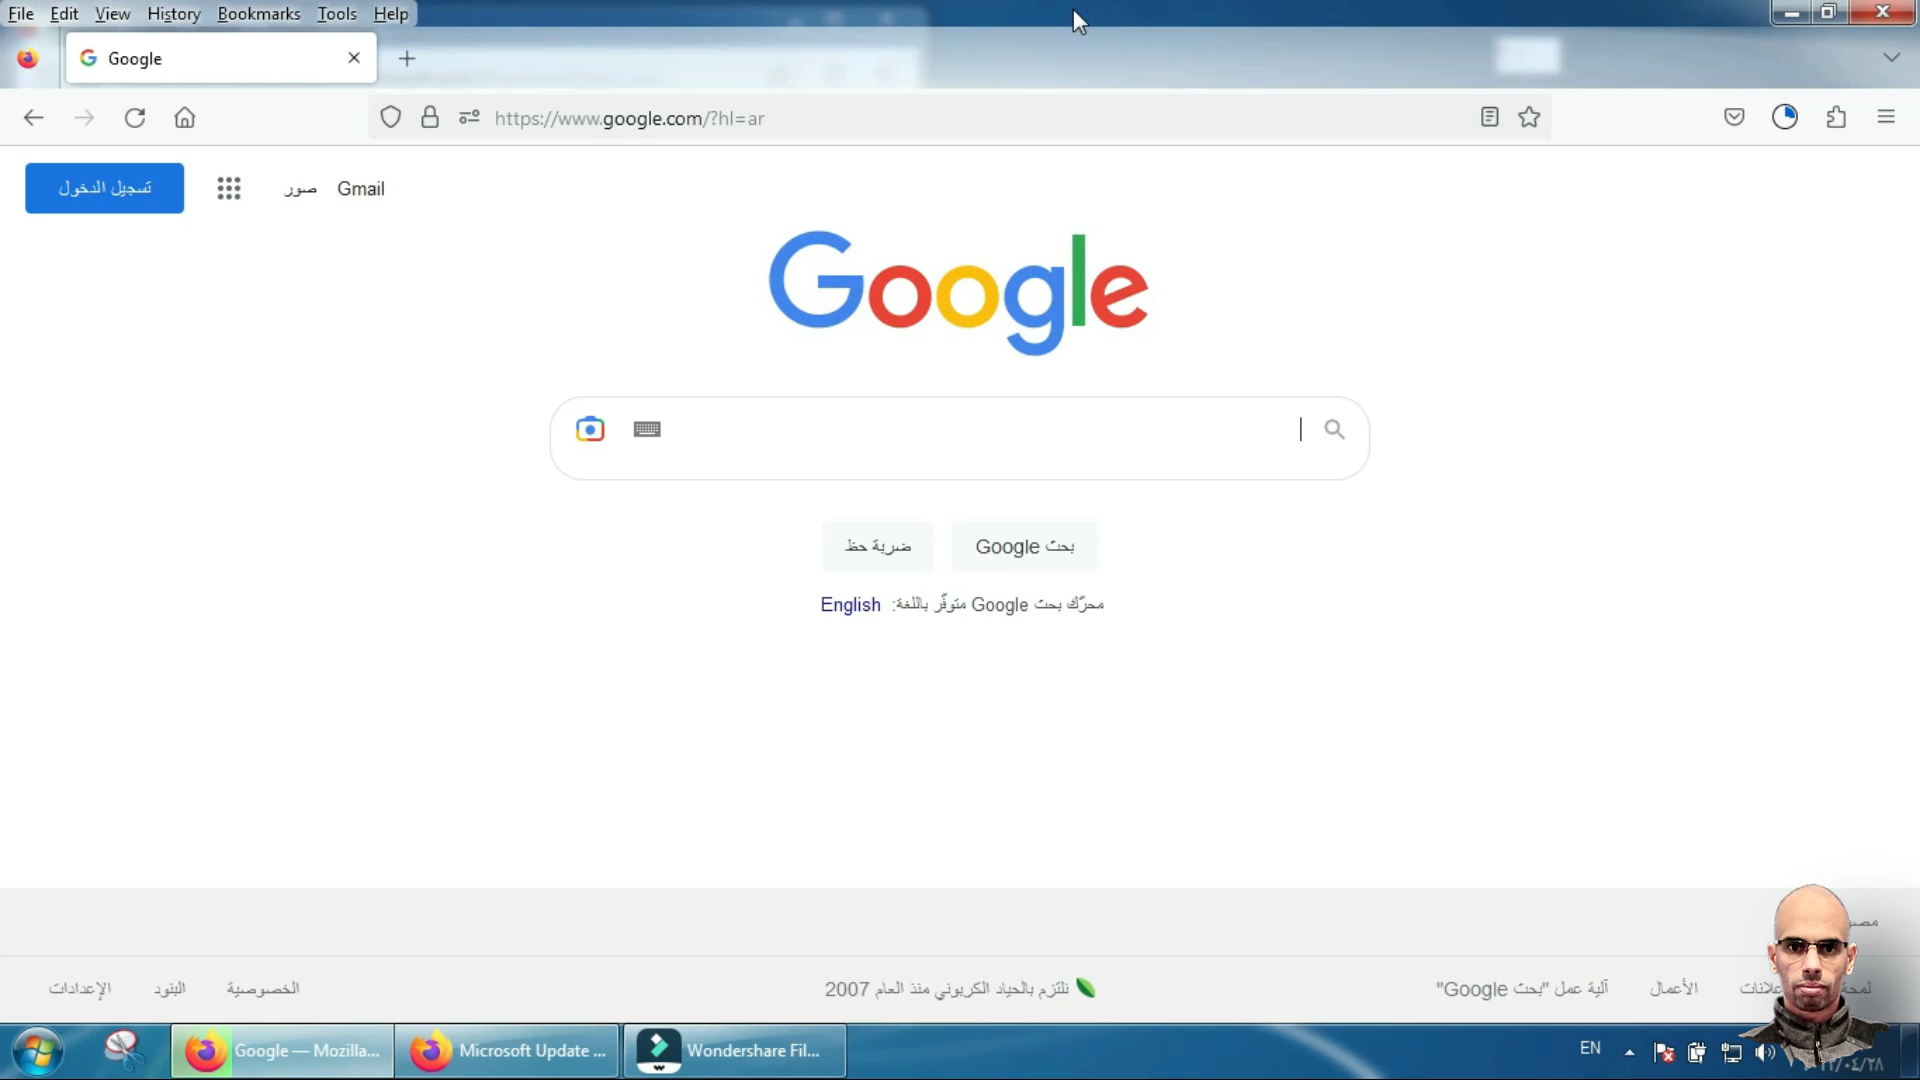 File Edit View History Bookmarks Tools Help
Google
https://www.google.com/?hl=ar
تسجيل الدخول
صور
Gmail
Google
بحث Google
ضربة حظ
محرّك بحث Google متوفّر باللغة: English
مصر
آلية عمل "بحث Google"
الأعمال
نلتزم بالحياد الكربوني منذ العام 2007
الخصوصية
البنود
الإعدادات
Google — Mozilla...
Microsoft Update ...
Wondershare Fil...
EN